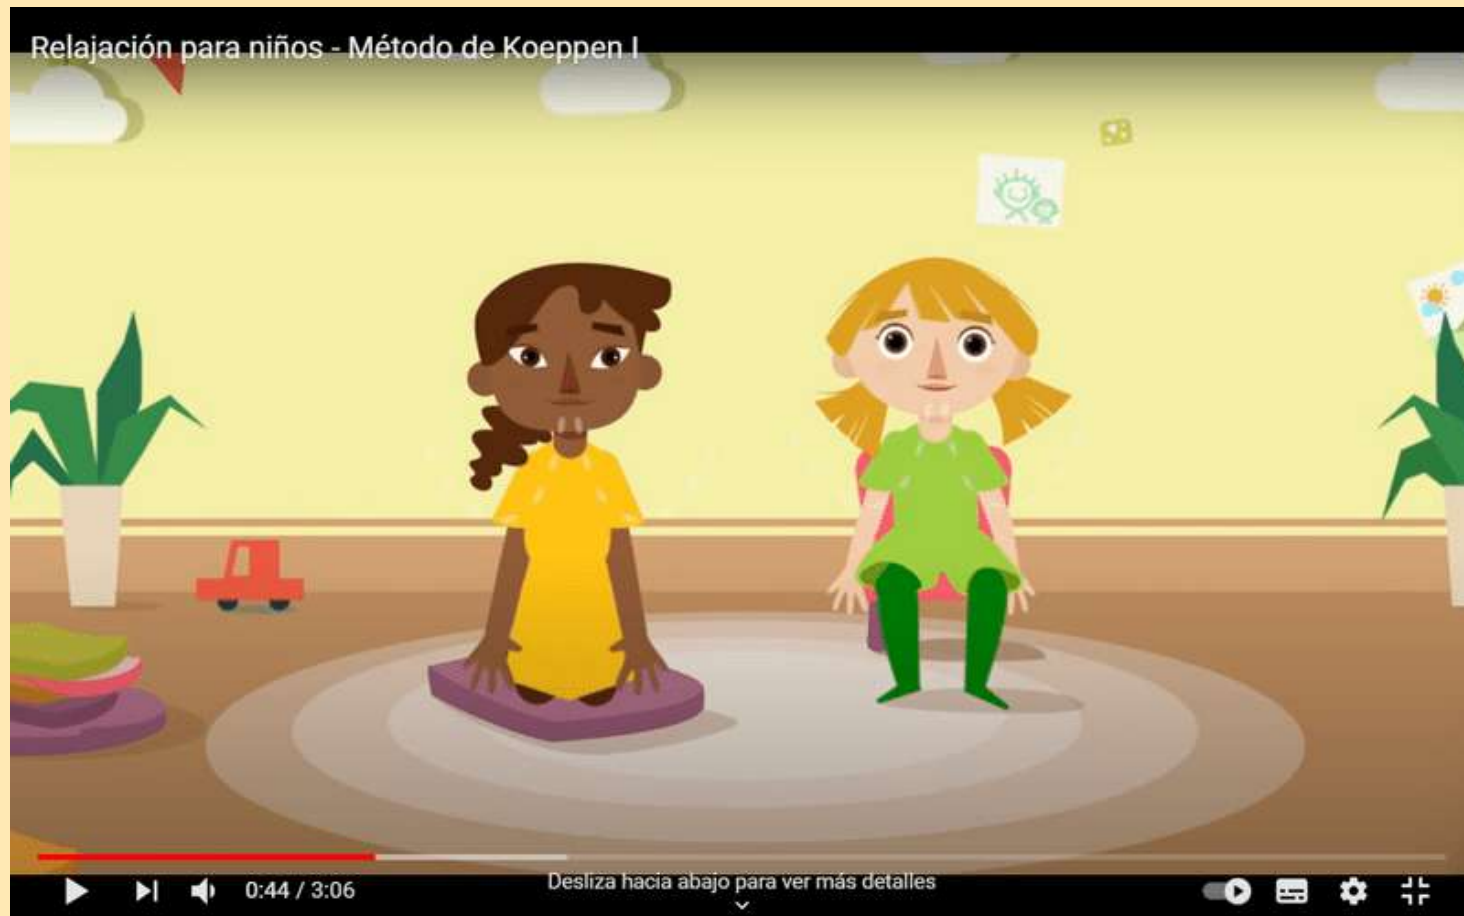 Relajación para niños - Método de Koeppen I
0:44 / 3:06
Desliza hacia abajo para ver más detalles